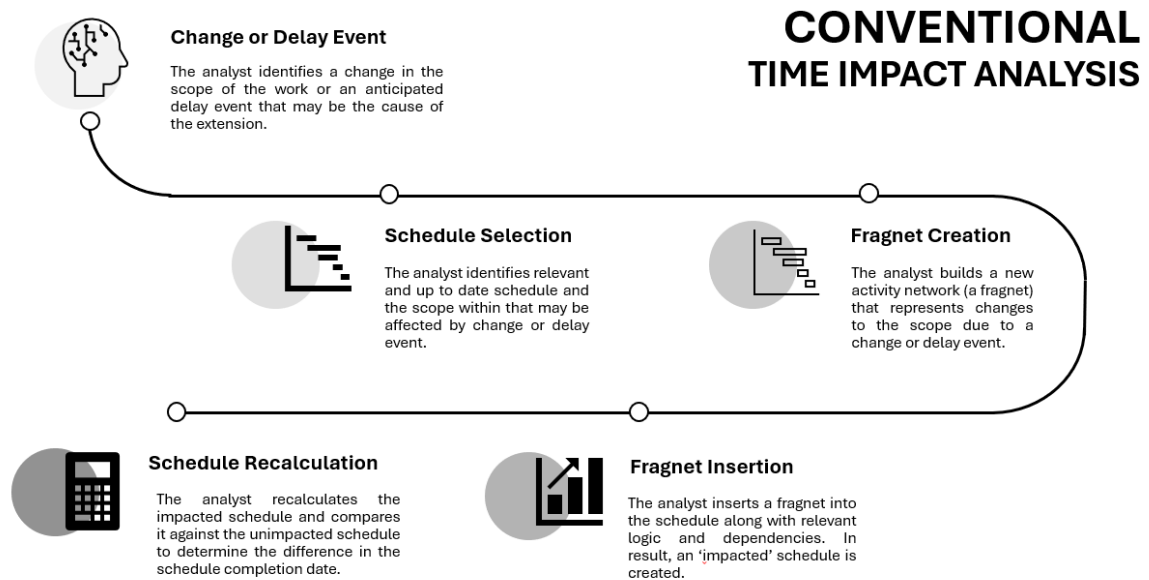 CONVENTIONAL
TIME IMPACT ANALYSIS
Change or Delay Event
The analyst identifies a change in the
scope of the work or an anticipated
delay event that may be the cause of
the extension.
Schedule Selection
The analyst identifies relevant
and up to date schedule and
the scope within that may be
affected by change or delay
event.
Fragnet Creation
The analyst builds a new
activity network (a fragnet)
that represents changes
to the scope due to a
change or delay event.
Fragnet Insertion
The analyst inserts a fragnet into
the schedule along with relevant
logic and dependencies. In
result, an ‘impacted’ schedule is
created.
Schedule Recalculation
The analyst recalculates the
impacted schedule and compares
it against the unimpacted schedule
to determine the difference in the
schedule completion date.